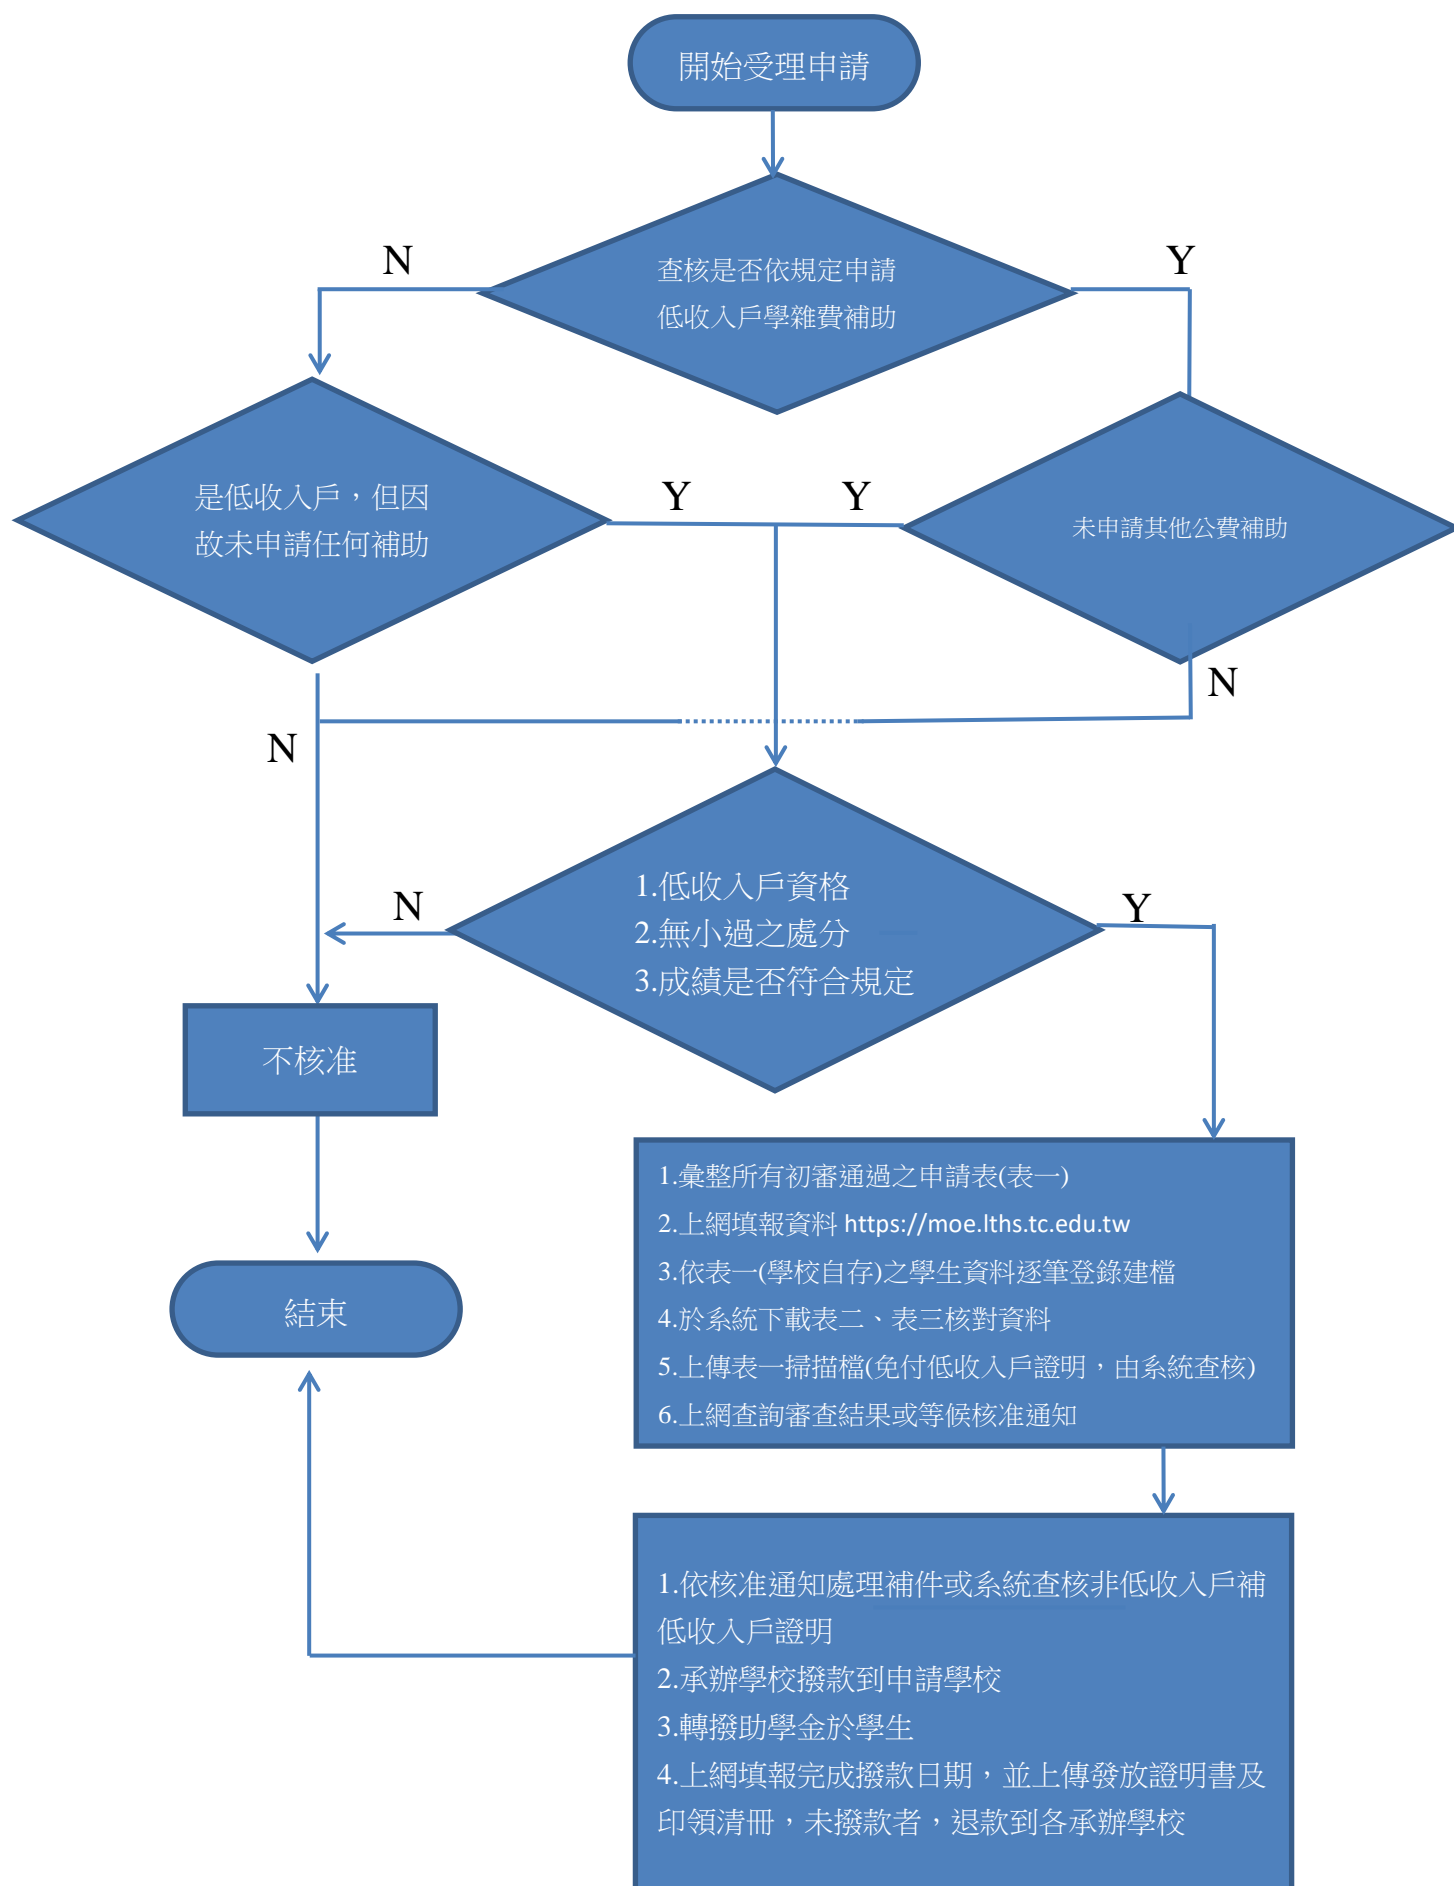 開始受理申請
N
Y
查核是否依規定申請
低收入戶學雜費補助
是低收入戶，但因
故未申請任何補助
Y
Y
未申請其他公費補助
N
N
1.低收入戶資格
2.無小過之處分
3.成績是否符合規定
N
Y
不核准
1.彙整所有初審通過之申請表(表一)
2.上網填報資料 https://moe.lths.tc.edu.tw
3.依表一(學校自存)之學生資料逐筆登錄建檔
4.於系統下載表二、表三核對資料
5.上傳表一掃描檔(免付低收入戶證明，由系統查核)
6.上網查詢審查結果或等候核准通知
結束
1.依核准通知處理補件或系統查核非低收入戶補
低收入戶證明
2.承辦學校撥款到申請學校
3.轉撥助學金於學生
4.上網填報完成撥款日期，並上傳發放證明書及
印領清冊，未撥款者，退款到各承辦學校